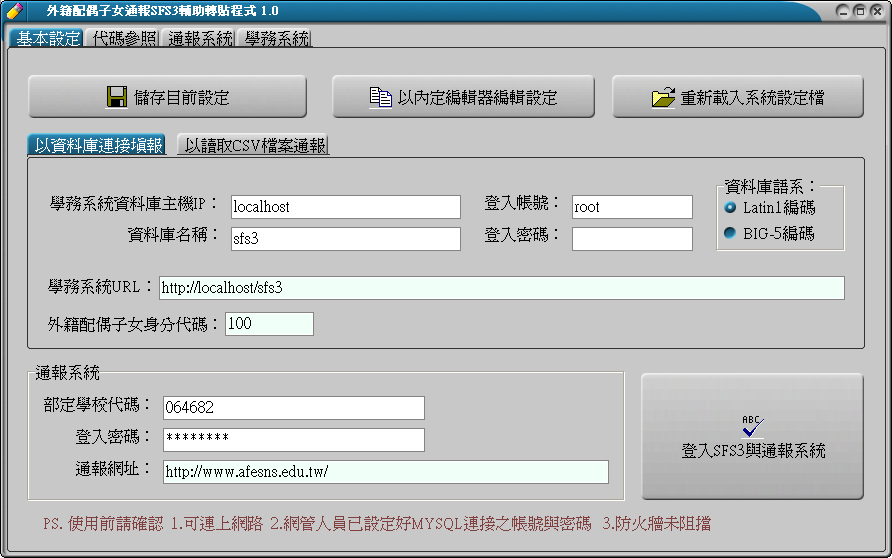 外籍配偶子女通報SFS3輔助轉貼程式 1.0
基本設定 代碼參照 通報系統 學務系統
儲存目前設定 以內定編輯器編輯設定 重新載入系統設定檔
以資料庫連接填報 以讀取CSV檔案通報
學務系統資料庫主機IP： localhost 登入帳號： root
資料庫名稱： sfs3 登入密碼：
資料庫語系：
Latin1編碼
BIG-5編碼
學務系統URL： http://localhost/sfs3
外籍配偶子女身分代碼： 100
通報系統
部定學校代碼： 064682
登入密碼： ********
通報網址： http://www.afesns.edu.tw/
ABC
登入SFS3與通報系統
PS. 使用前請確認 1.可連上網路 2.網管人員已設定好MYSQL連接之帳號與密碼 3.防火牆未阻擋